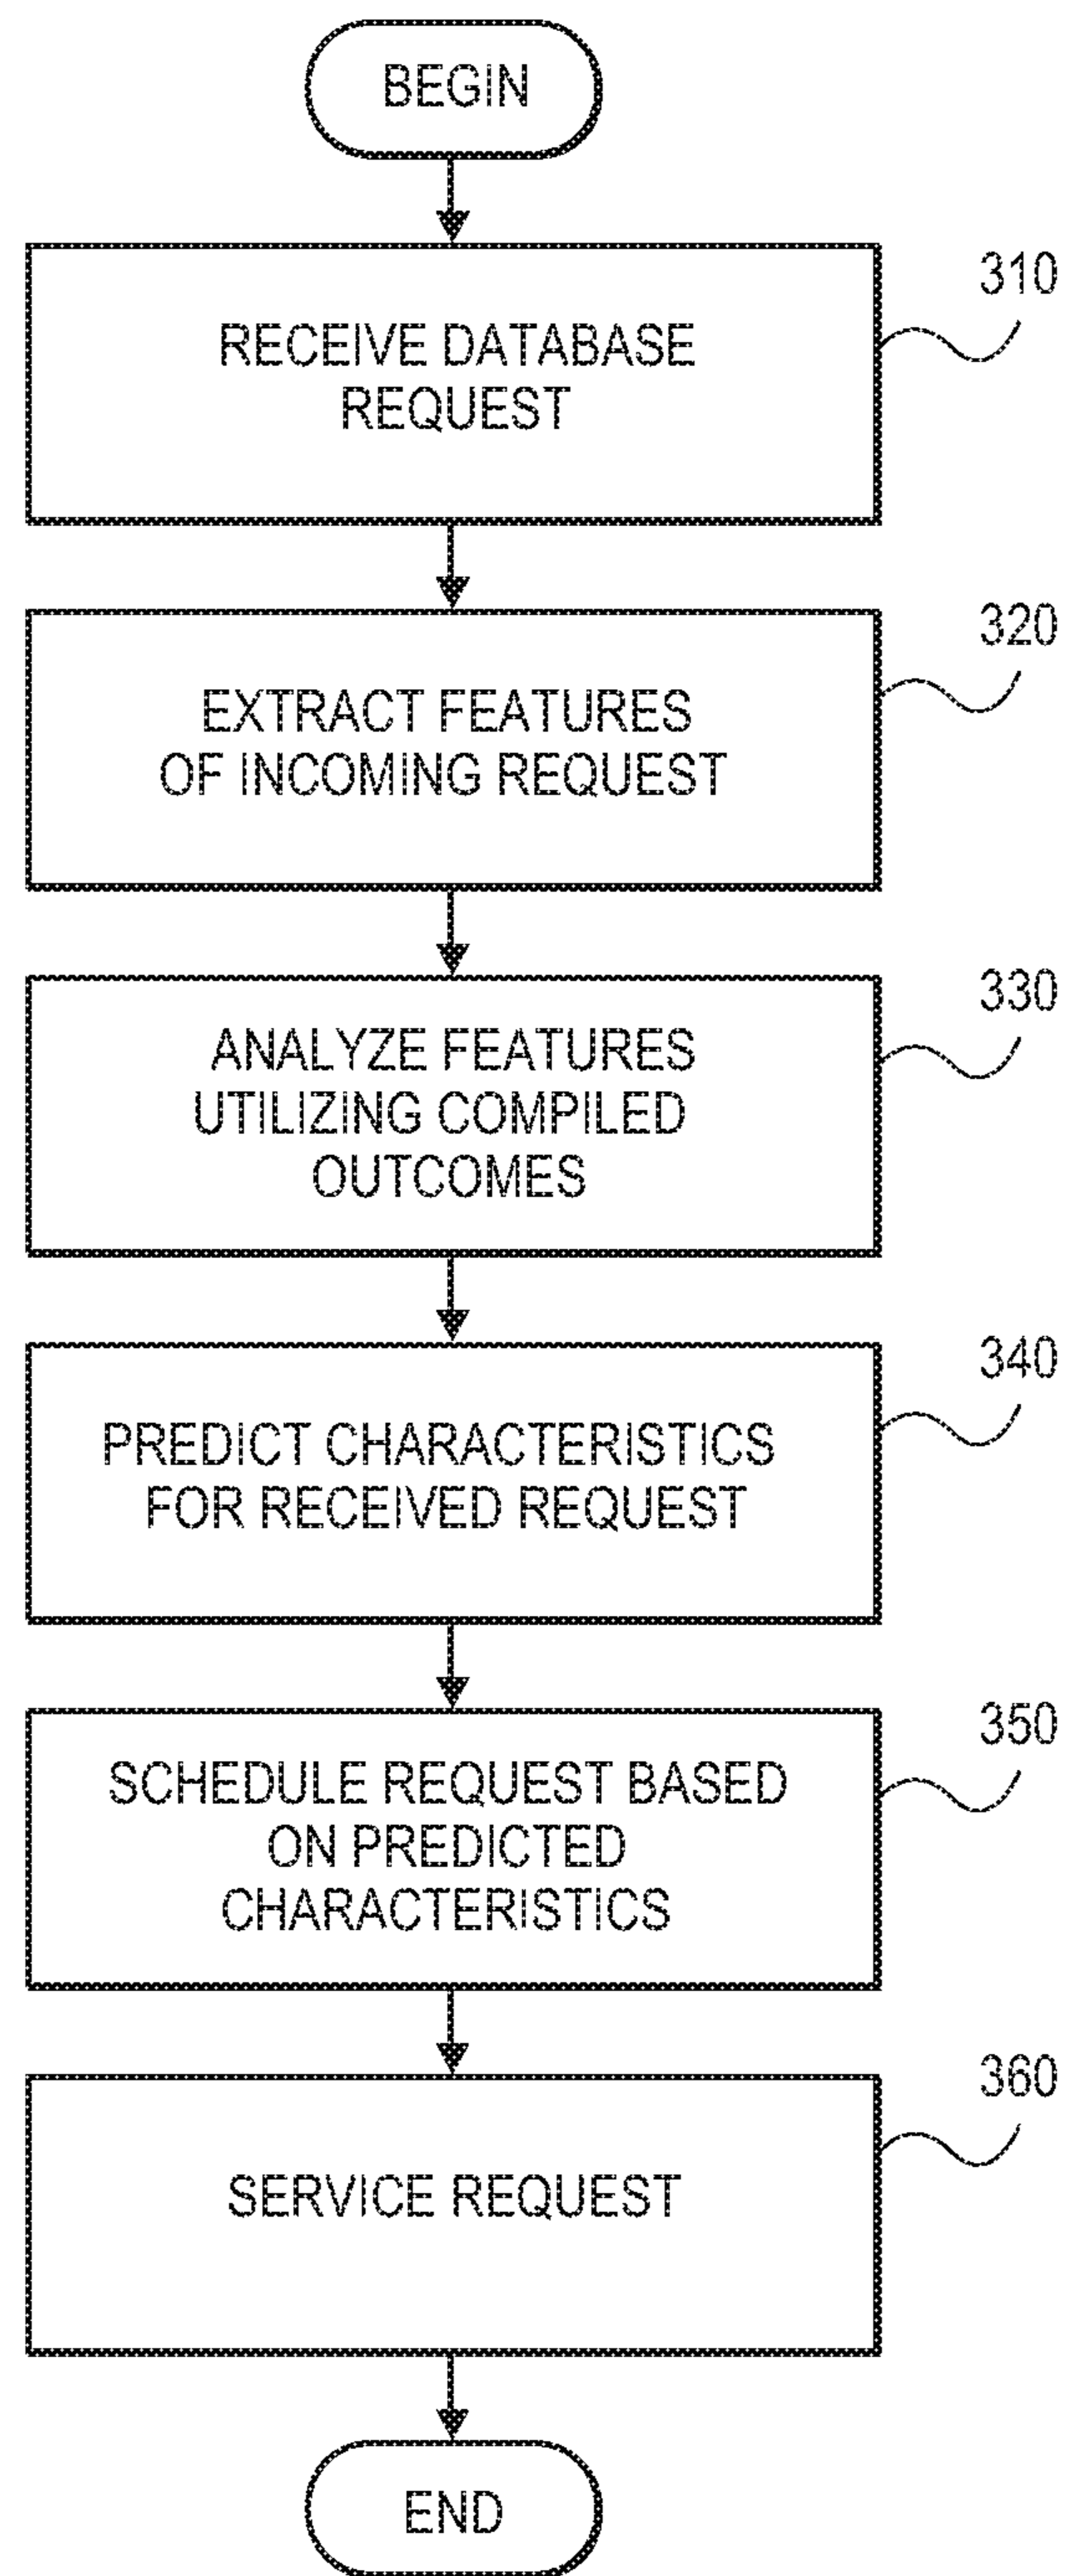 BEGIN
310
RECEIVE DATABASE
REQUEST
320
EXTRACT FEATURES
OF INCOMING REQUEST
330
ANALYZE FEATURES
UTILIZING COMPILED
OUTCOMES
340
PREDICT CHARACTERISTICS
FOR RECEIVED REQUEST
350
SCHEDULE REQUEST BASED
ON PREDICTED
CHARACTERISTICS
360
SERVICE REQUEST
END